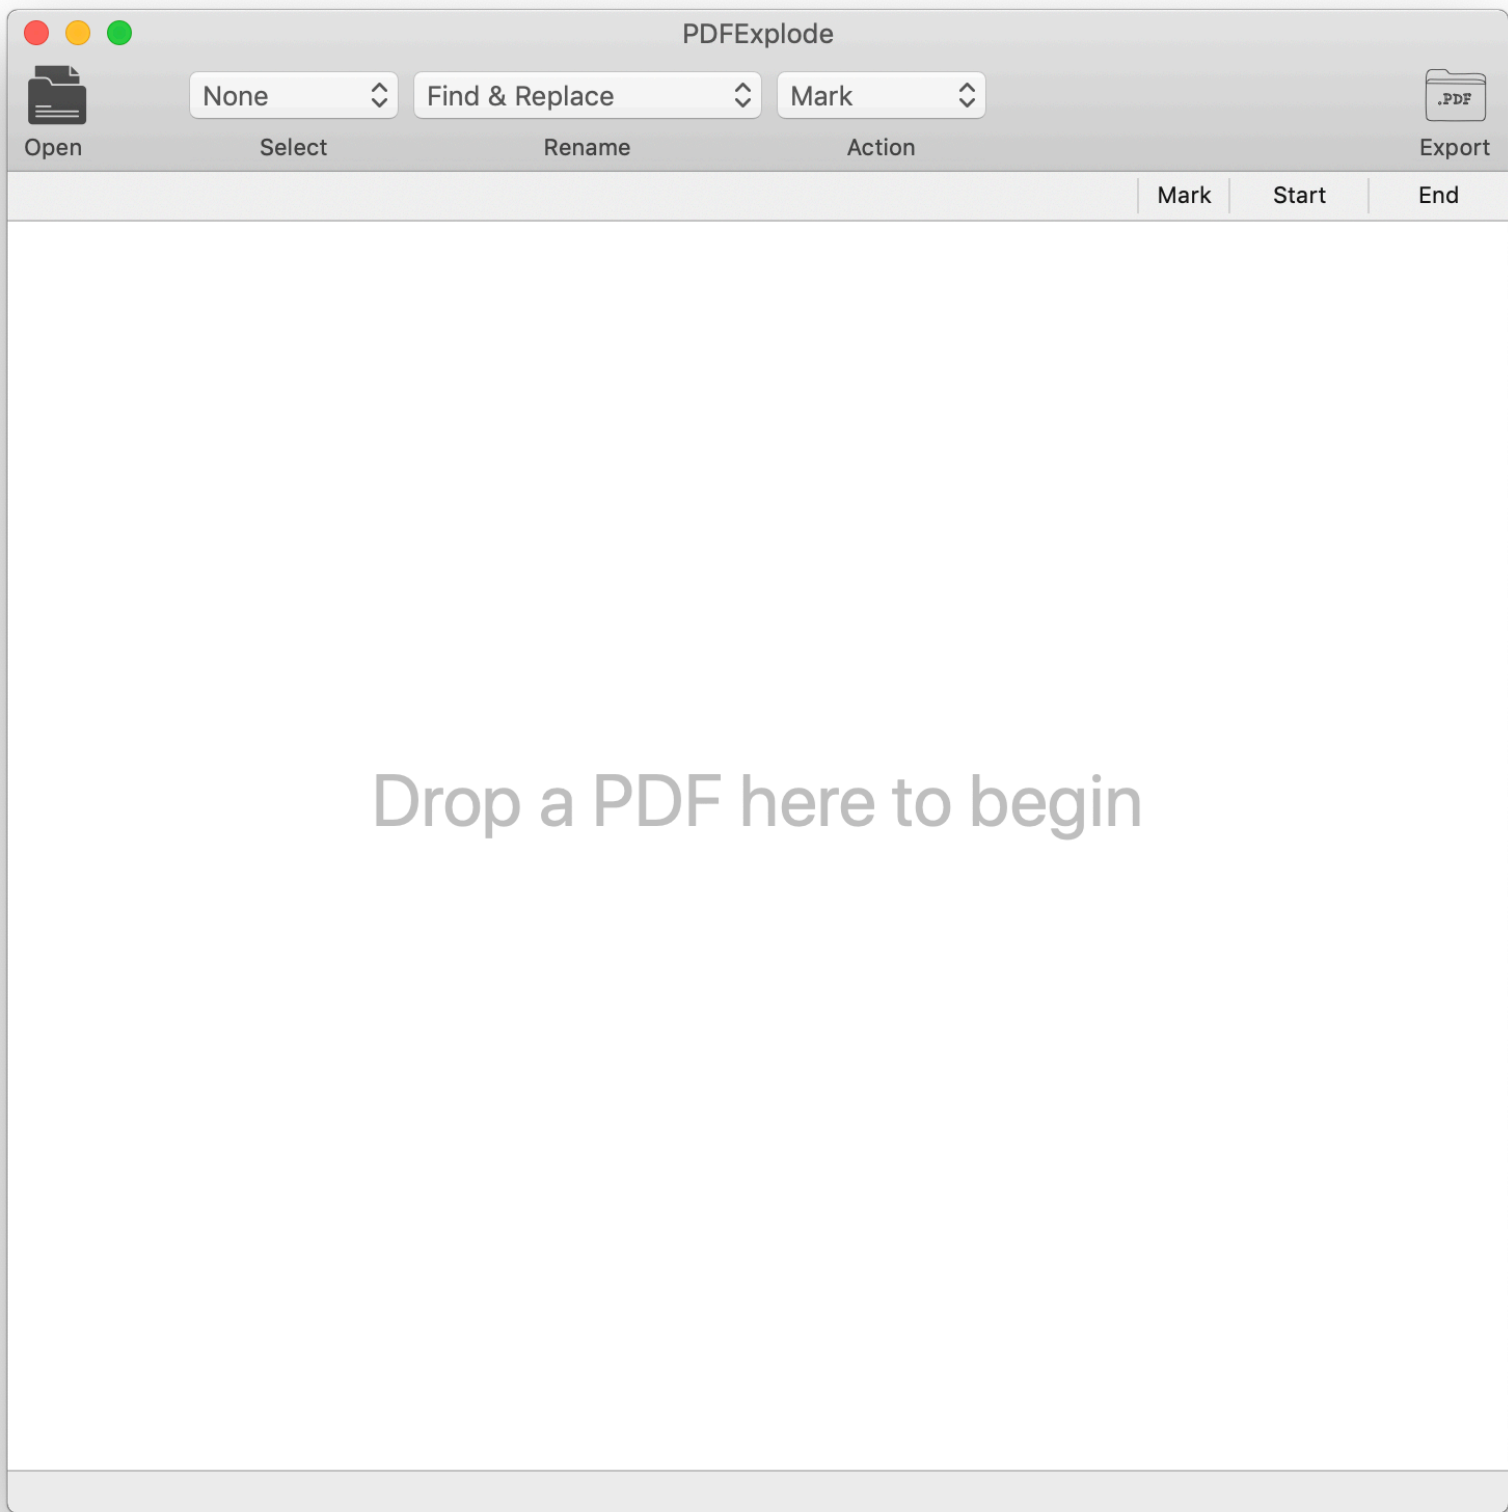 PDFExplode
None Find & Replace Mark .PDF
Open Select Rename Action Export
Mark Start End
Drop a PDF here to begin